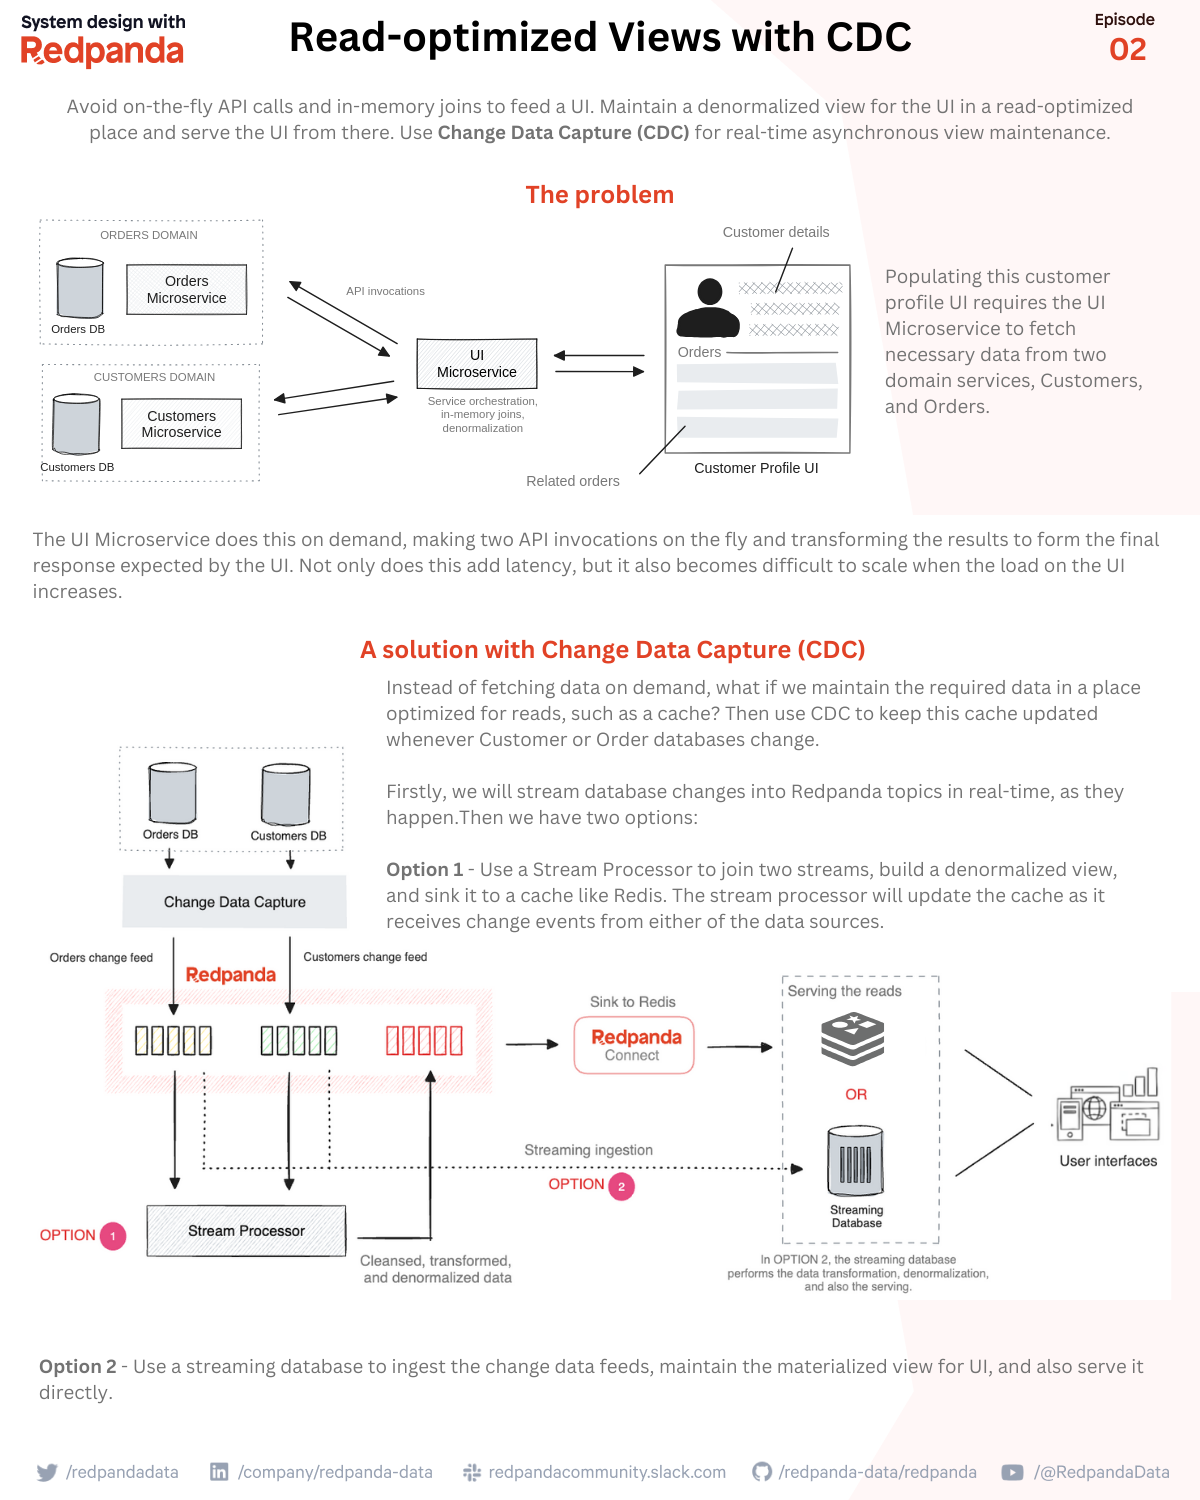 System design with
Redpanda
Read-optimized Views with CDC
Episode
02
Avoid on-the-fly API calls and in-memory joins to feed a UI. Maintain a denormalized view for the UI in a read-optimized
place and serve the UI from there. Use Change Data Capture (CDC) for real-time asynchronous view maintenance.
The problem
ORDERS DOMAIN
Orders
Microservice
Orders DB
CUSTOMERS DOMAIN
Customers
Microservice
Customers DB
API invocations
UI
Microservice
Service orchestration,
in-memory joins,
denormalization
Customer details
Orders
Related orders
Customer Profile UI
Populating this customer
profile UI requires the UI
Microservice to fetch
necessary data from two
domain services, Customers,
and Orders.
The UI Microservice does this on demand, making two API invocations on the fly and transforming the results to form the final
response expected by the UI. Not only does this add latency, but it also becomes difficult to scale when the load on the UI
increases.
A solution with Change Data Capture (CDC)
Instead of fetching data on demand, what if we maintain the required data in a place
optimized for reads, such as a cache? Then use CDC to keep this cache updated
whenever Customer or Order databases change.
Firstly, we will stream database changes into Redpanda topics in real-time, as they
happen.Then we have two options:
Option 1 - Use a Stream Processor to join two streams, build a denormalized view,
and sink it to a cache like Redis. The stream processor will update the cache as it
receives change events from either of the data sources.
Orders DB
Customers DB
Change Data Capture
Orders change feed
Customers change feed
Redpanda
Sink to Redis
Redpanda
Connect
Serving the reads
OR
Streaming
Database
User interfaces
Streaming ingestion
OPTION 2
OPTION 1
Stream Processor
Cleansed, transformed,
and denormalized data
In OPTION 2, the streaming database
performs the data transformation, denormalization,
and also the serving.
Option 2 - Use a streaming database to ingest the change data feeds, maintain the materialized view for UI, and also serve it
directly.
/redpandadata
/company/redpanda-data
redpandacommunity.slack.com
/redpanda-data/redpanda
/@RedpandaData